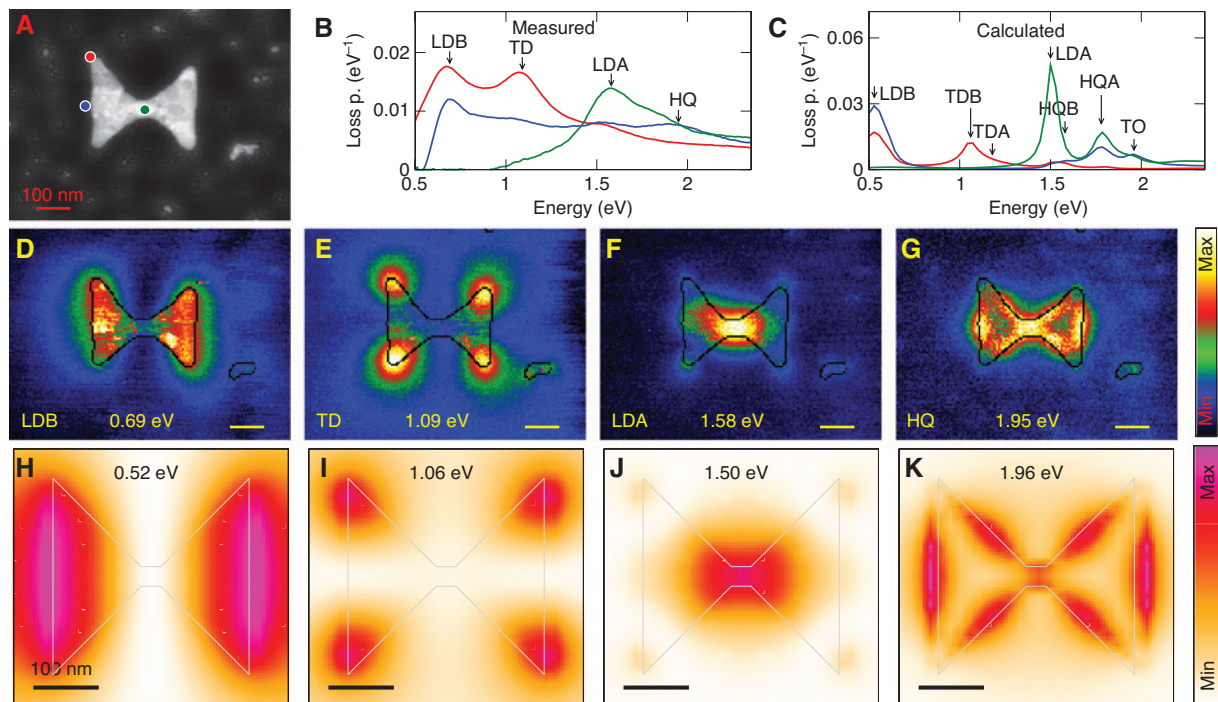 A
100 nm
B
Measured
Loss p. (eV⁻¹)
0.02
0.01
0
0.5
1
1.5
2
Energy (eV)
LDB
TD
LDA
HQ
C
Calculated
Loss p. (eV⁻¹)
0.06
0.03
0
0.5
1
1.5
2
Energy (eV)
LDB
TDB
TDA
LDA
HQB
HQA
TO
D
LDB 0.69 eV
E
TD 1.09 eV
F
LDA 1.58 eV
G
HQ 1.95 eV
Max
Min
H
0.52 eV
100 nm
I
1.06 eV
J
1.50 eV
K
1.96 eV
Max
Min